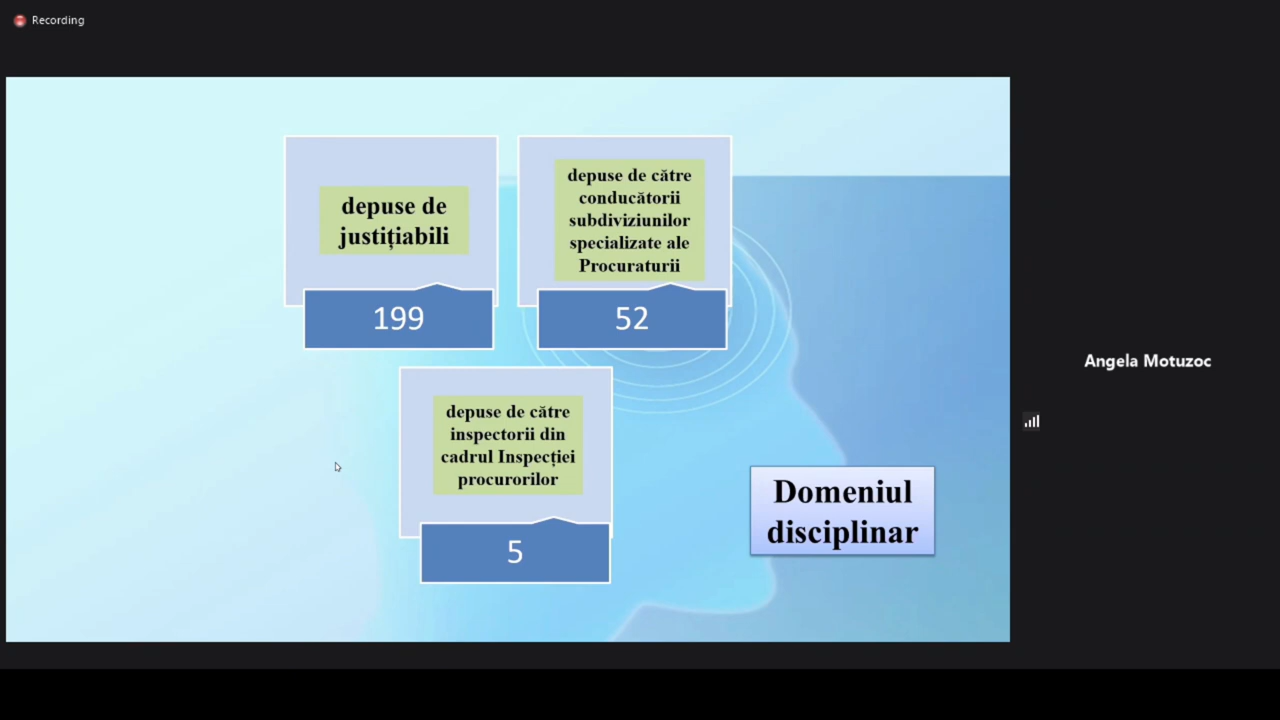 Recording
depuse de
justițiabili
199
depuse de către
conducătorii
subdiviziunilor
specializate ale
Procuraturii
52
depuse de către
inspectorii din
cadrul Inspecției
procurorilor
5
Domeniul
disciplinar
Angela Motuzoc